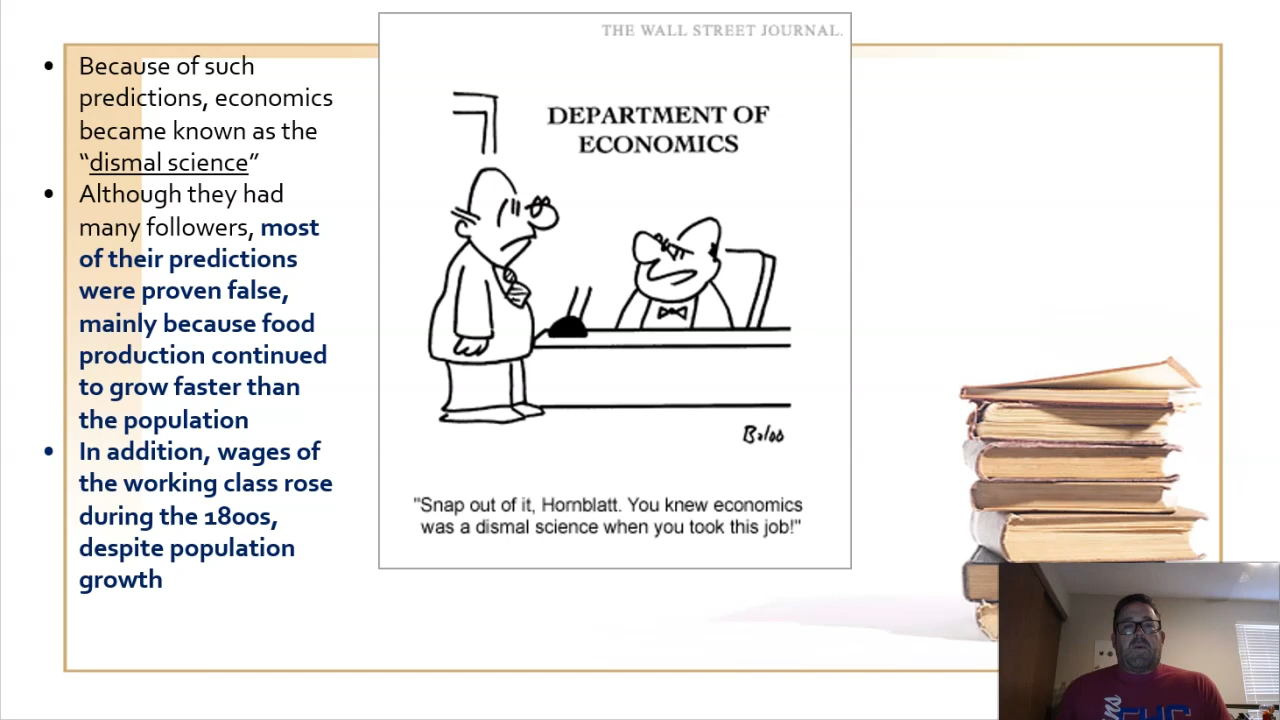 • Because of such
predictions, economics
became known as the
“dismal science”
• Although they had
many followers, most
of their predictions
were proven false,
mainly because food
production continued
to grow faster than
the population
• In addition, wages of
the working class rose
during the 1800s,
despite population
growth
THE WALL STREET JOURNAL.
DEPARTMENT OF
ECONOMICS
Baloo
"Snap out of it, Hornblatt. You knew economics
was a dismal science when you took this job!"